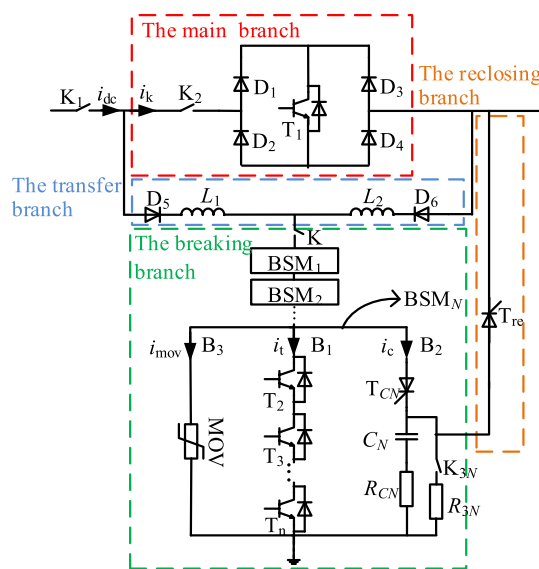 The main branch
The reclosing branch
K1 idc ik K2
D1 D3
T1
D2 D4
The transfer branch
D5 L1 L2 D6
K
The breaking branch
BSM1
BSM2
BSMN
Tre
imov B3 it B1 ic B2
T2
TCN
MOV
T3
CN
K3N
RCN
R3N
Tn